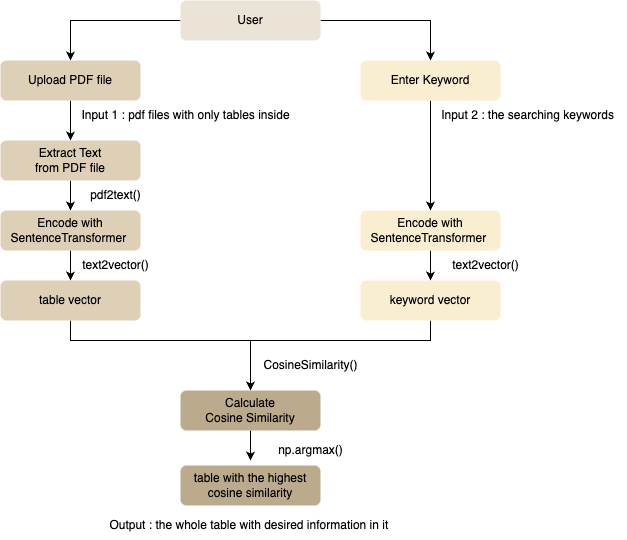 User
Upload PDF file
Enter Keyword
Input 1 : pdf files with only tables inside
Input 2 : the searching keywords
Extract Text
from PDF file
pdf2text()
Encode with
SentenceTransformer
Encode with
SentenceTransformer
text2vector()
text2vector()
table vector
keyword vector
CosineSimilarity()
Calculate
Cosine Similarity
np.argmax()
table with the highest
cosine similarity
Output : the whole table with desired information in it